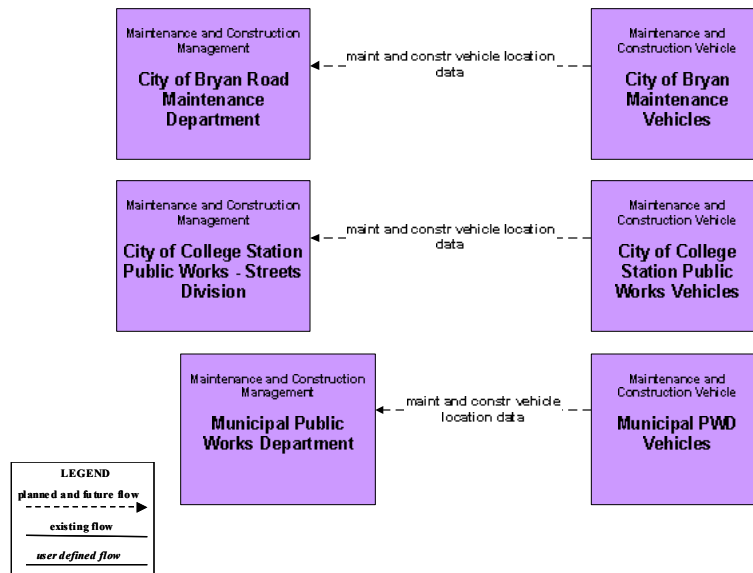 Maintenance and Construction
Management
City of Bryan Road
Maintenance
Department
maint and constr vehicle location
data
Maintenance and
Construction Vehicle
City of Bryan
Maintenance
Vehicles
Maintenance and Construction
Management
City of College Station
Public Works - Streets
Division
maint and constr vehicle location
data
Maintenance and
Construction Vehicle
City of College
Station Public
Works Vehicles
Maintenance and Construction
Management
Municipal Public
Works Department
maint and constr vehicle
location data
Maintenance and
Construction Vehicle
Municipal PWD
Vehicles
LEGEND
planned and future flow
existing flow
user defined flow